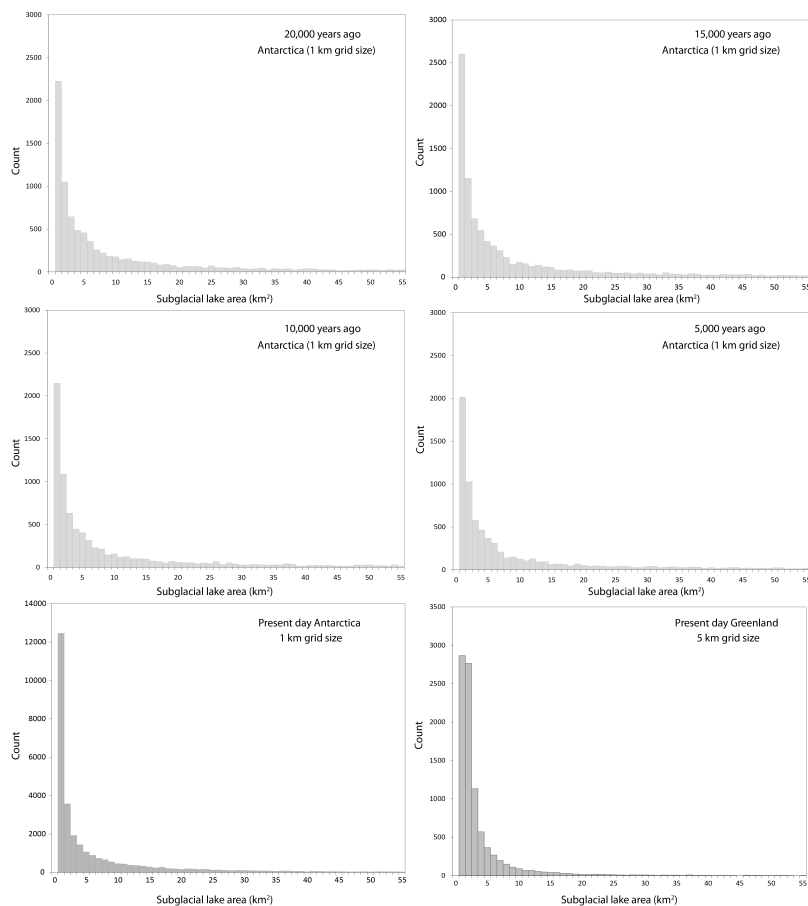 20,000 years ago
Antarctica (1 km grid size)
3000
2500
2000
1500
1000
500
0
Count
0 5 10 15 20 25 30 35 40 45 50 55
Subglacial lake area (km²)
15,000 years ago
Antarctica (1 km grid size)
3000
2500
2000
1500
1000
500
0
Count
0 5 10 15 20 25 30 35 40 45 50 55
Subglacial lake area (km²)
10,000 years ago
Antarctica (1 km grid size)
3000
2500
2000
1500
1000
500
0
Count
0 5 10 15 20 25 30 35 40 45 50 55
Subglacial lake area (km²)
5,000 years ago
Antarctica (1 km grid size)
3000
2500
2000
1500
1000
500
0
Count
0 5 10 15 20 25 30 35 40 45 50 55
Subglacial lake area (km²)
Present day Antarctica
1 km grid size
14000
12000
10000
8000
6000
4000
2000
0
Count
0 5 10 15 20 25 30 35 40 45 50 55
Subglacial lake area (km²)
Present day Greenland
5 km grid size
3500
3000
2500
2000
1500
1000
500
0
Count
0 5 10 15 20 25 30 35 40 45 50 55
Subglacial lake area (km²)